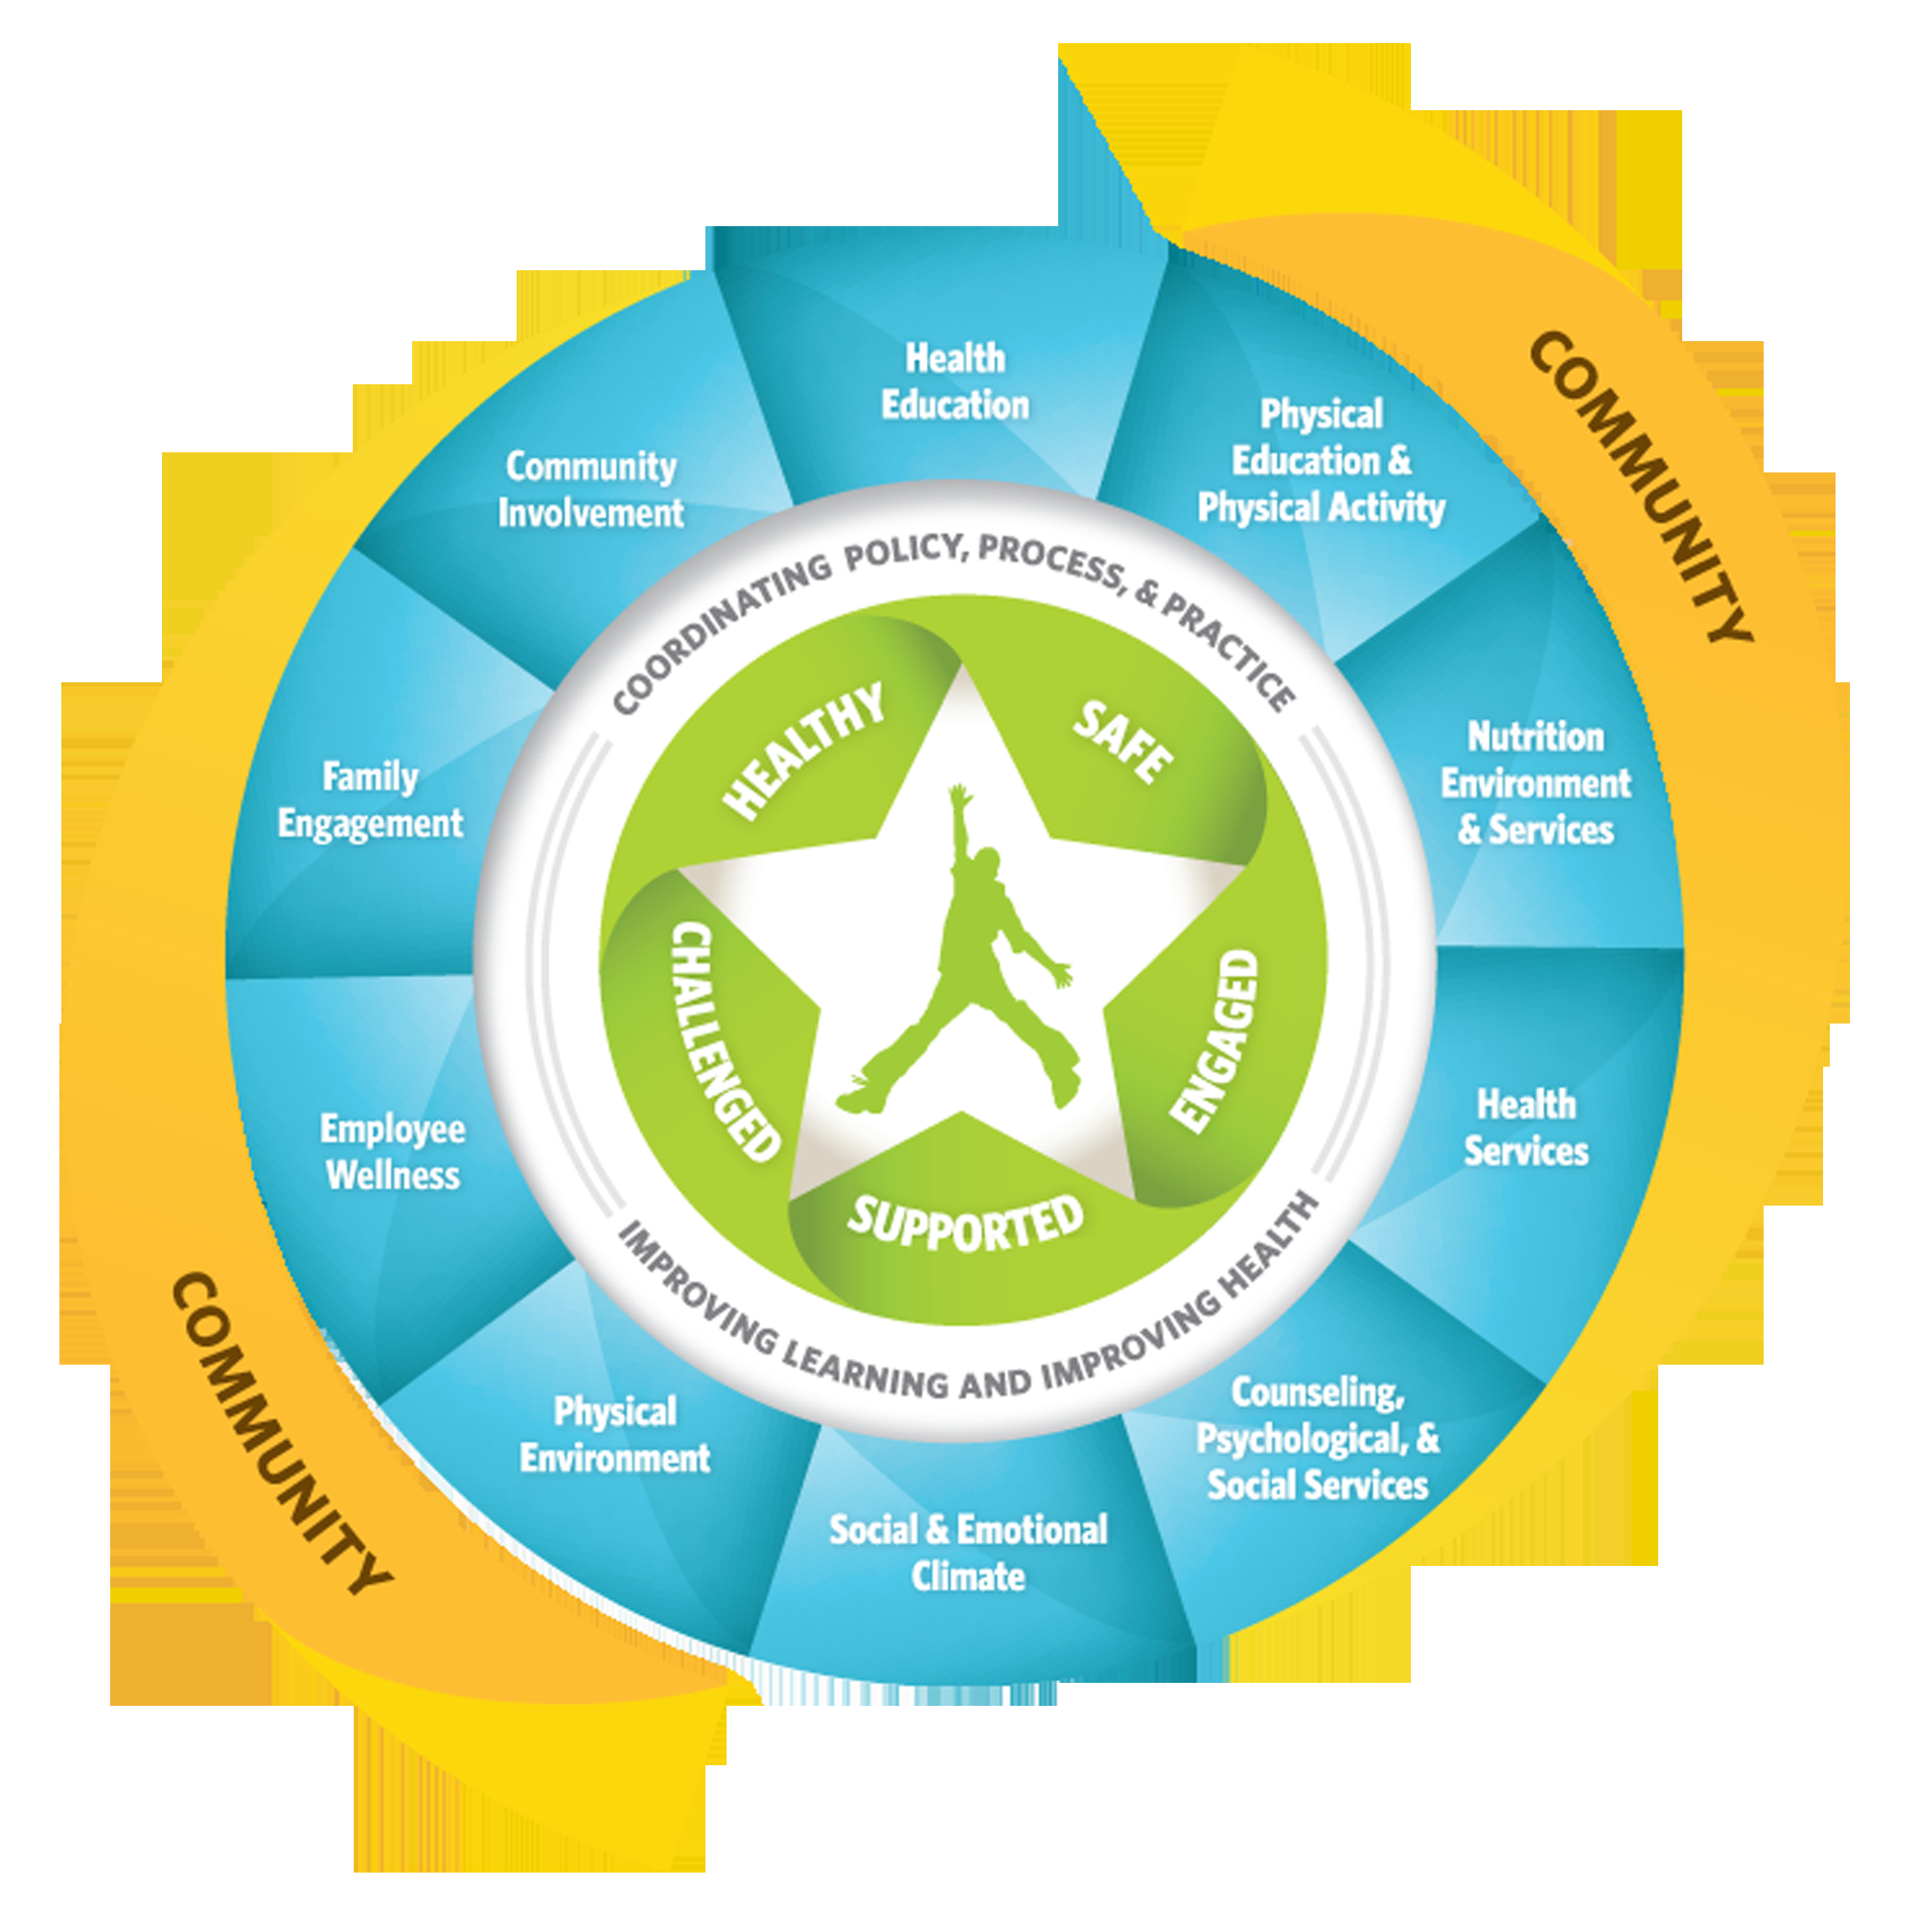 COMMUNITY
Health
Education
Physical
Education &
Physical Activity
Nutrition
Environment
& Services
Health
Services
Counseling,
Psychological, &
Social Services
Social & Emotional
Climate
Physical
Environment
Employee
Wellness
Family
Engagement
Community
Involvement
COORDINATING POLICY, PROCESS, & PRACTICE
IMPROVING LEARNING AND IMPROVING HEALTH
HEALTHY
SAFE
ENGAGED
SUPPORTED
CHALLENGED
COMMUNITY